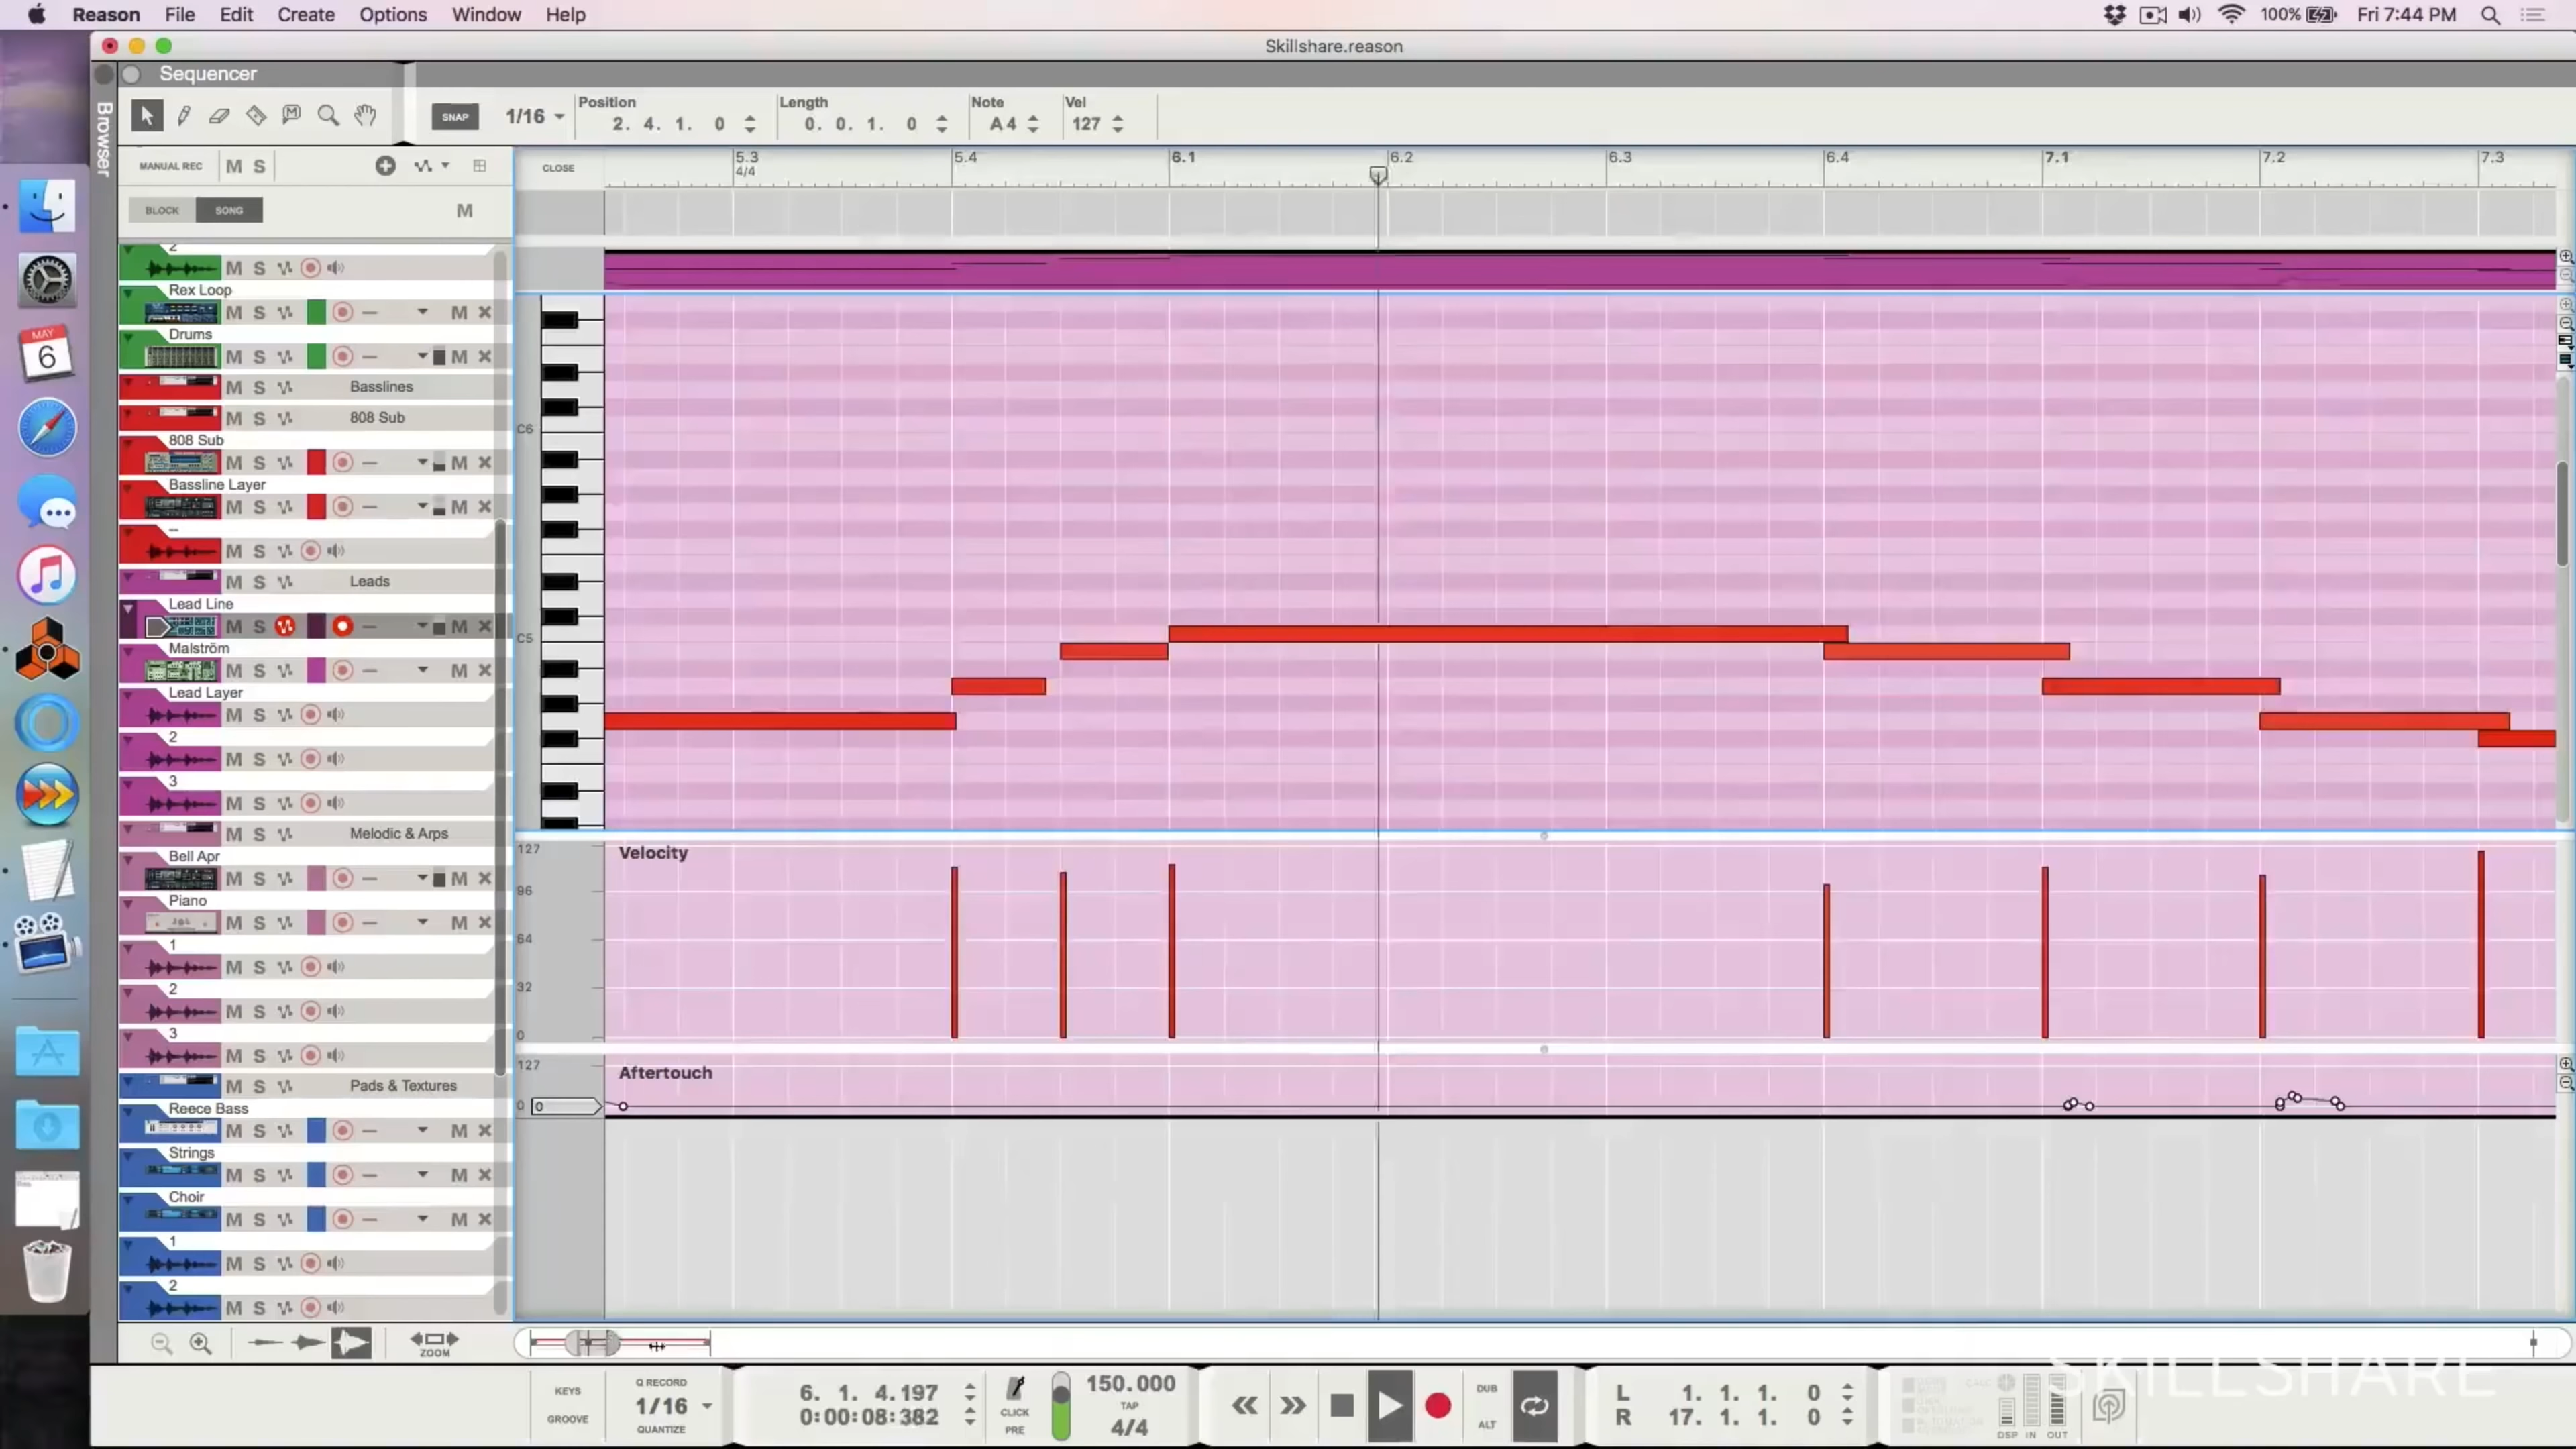 Reason File Edit Create Options Window Help 100% Fri 7:44 PM
Skillshare.reason
Sequencer
Browser
SNAP 1/16 Position 2. 4. 1. 0 Length 0. 0. 1. 0 Note A 4 Vel 127
MANUAL REC M S
CLOSE 5.3 5.4 6.1 6.2 6.3 6.4 7.1 7.2 7.3
4/4
BLOCK SONG M
2
M S
Rex Loop
M S M
Drums
M S M
M S Basslines
M S 808 Sub
808 Sub
M S M
Bassline Layer
M S M
M S
M S Leads
Lead Line
M S M
Malström
M S M
Lead Layer
M S
2
M S
3
M S
M S Melodic & Arps
Bell Apr
M S M
Piano
M S M
1
M S
2
M S
3
M S
M S Pads & Textures
Reece Bass
M S M
Strings
M S M
Choir
M S M
1
M S
2
M S
MAY
6
C6
C5
127 Velocity
96
64
32
0
127 Aftertouch
0 0
ZOOM
KEYS
GROOVE
Q RECORD
1/16
QUANTIZE
6. 1. 4.197
0:00:08:382
CLICK
PRE
150.000
TAP
4/4
DUB
ALT
L 1. 1. 1. 0
R 17. 1. 1. 0
DSP IN OUT
SKILLSHARE